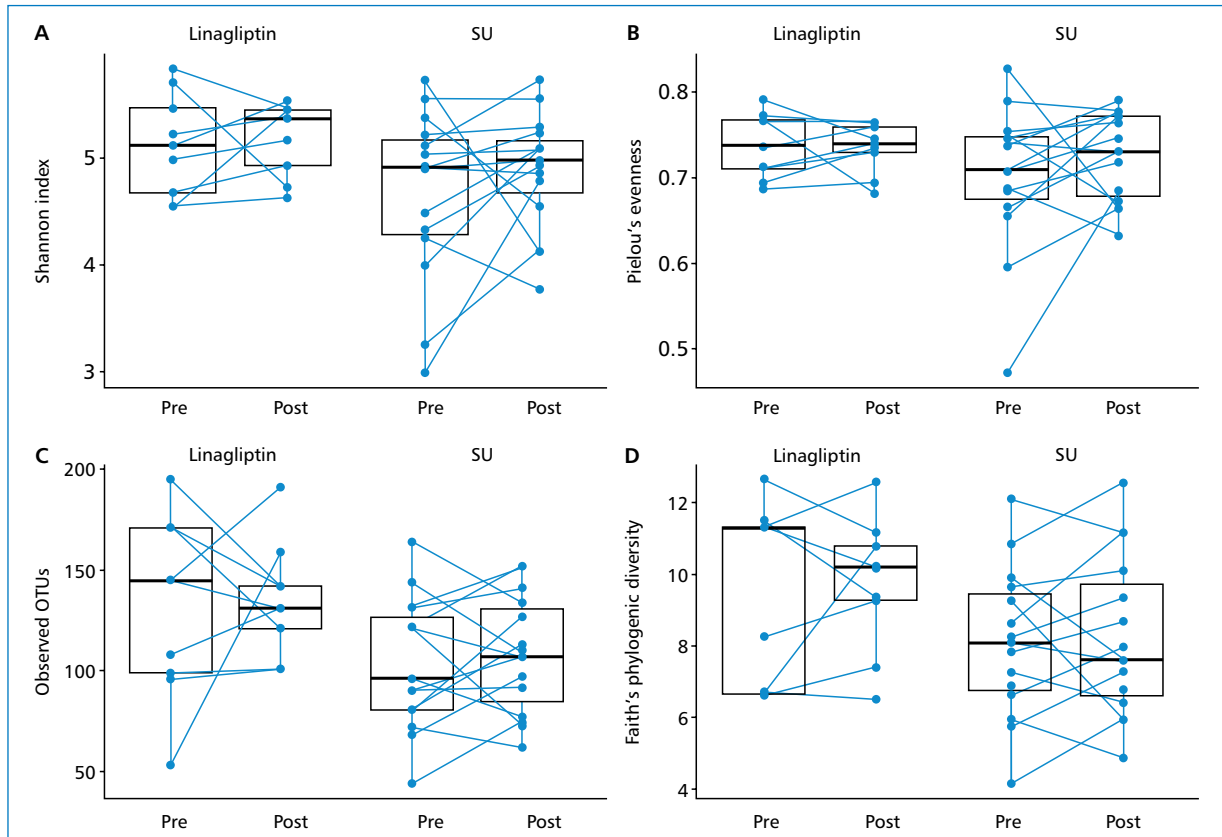 A
Linagliptin
SU
Shannon index
5
4
3
Pre
Post
Pre
Post
B
Linagliptin
SU
Pielou’s evenness
0.8
0.7
0.6
0.5
Pre
Post
Pre
Post
C
Linagliptin
SU
Observed OTUs
200
150
100
50
Pre
Post
Pre
Post
D
Linagliptin
SU
Faith’s phylogenic diversity
12
10
8
6
4
Pre
Post
Pre
Post